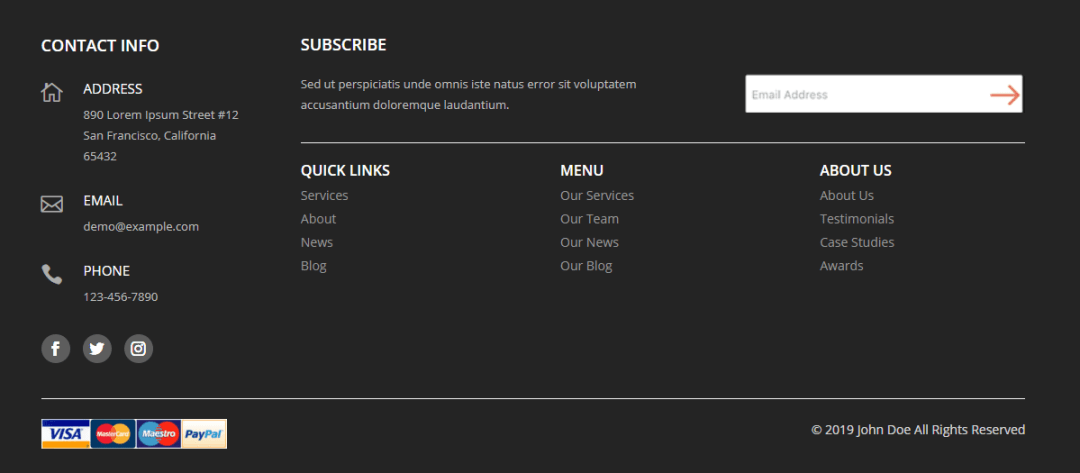 CONTACT INFO
ADDRESS
890 Lorem Ipsum Street #12
San Francisco, California
65432
EMAIL
demo@example.com
PHONE
123-456-7890
SUBSCRIBE
Sed ut perspiciatis unde omnis iste natus error sit voluptatem
accusantium doloremque laudantium.
Email Address
QUICK LINKS
Services
About
News
Blog
MENU
Our Services
Our Team
Our News
Our Blog
ABOUT US
About Us
Testimonials
Case Studies
Awards
VISA
MasterCard
Maestro
PayPal
© 2019 John Doe All Rights Reserved